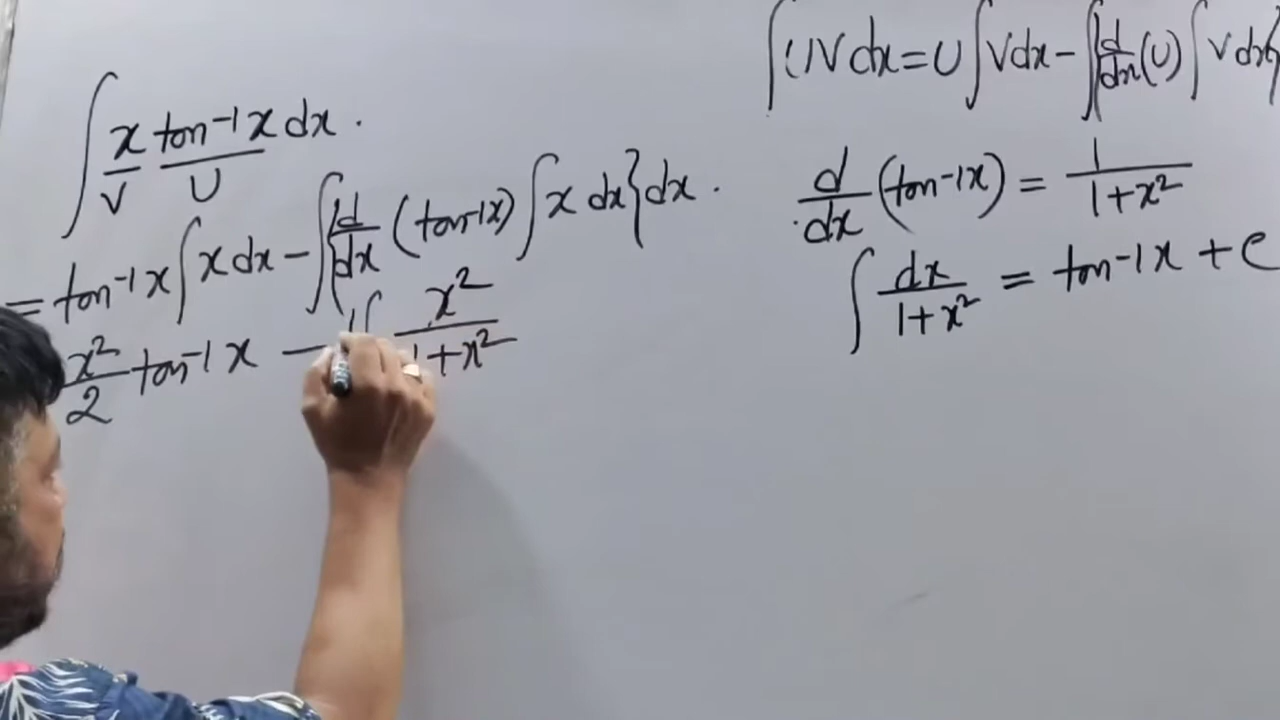 ∫ x tan-1x dx.
V U
= tan-1x ∫ x dx - ∫{d/dx (tan-1x) ∫ x dx} dx.
x²/2 tan-1x - ∫ x²/1+x²
∫ UV dx = U ∫ V dx - ∫{d/dx (U) ∫ V dx}
d/dx (tan-1x) = 1/1+x²
∫ dx/1+x² = tan-1x + C